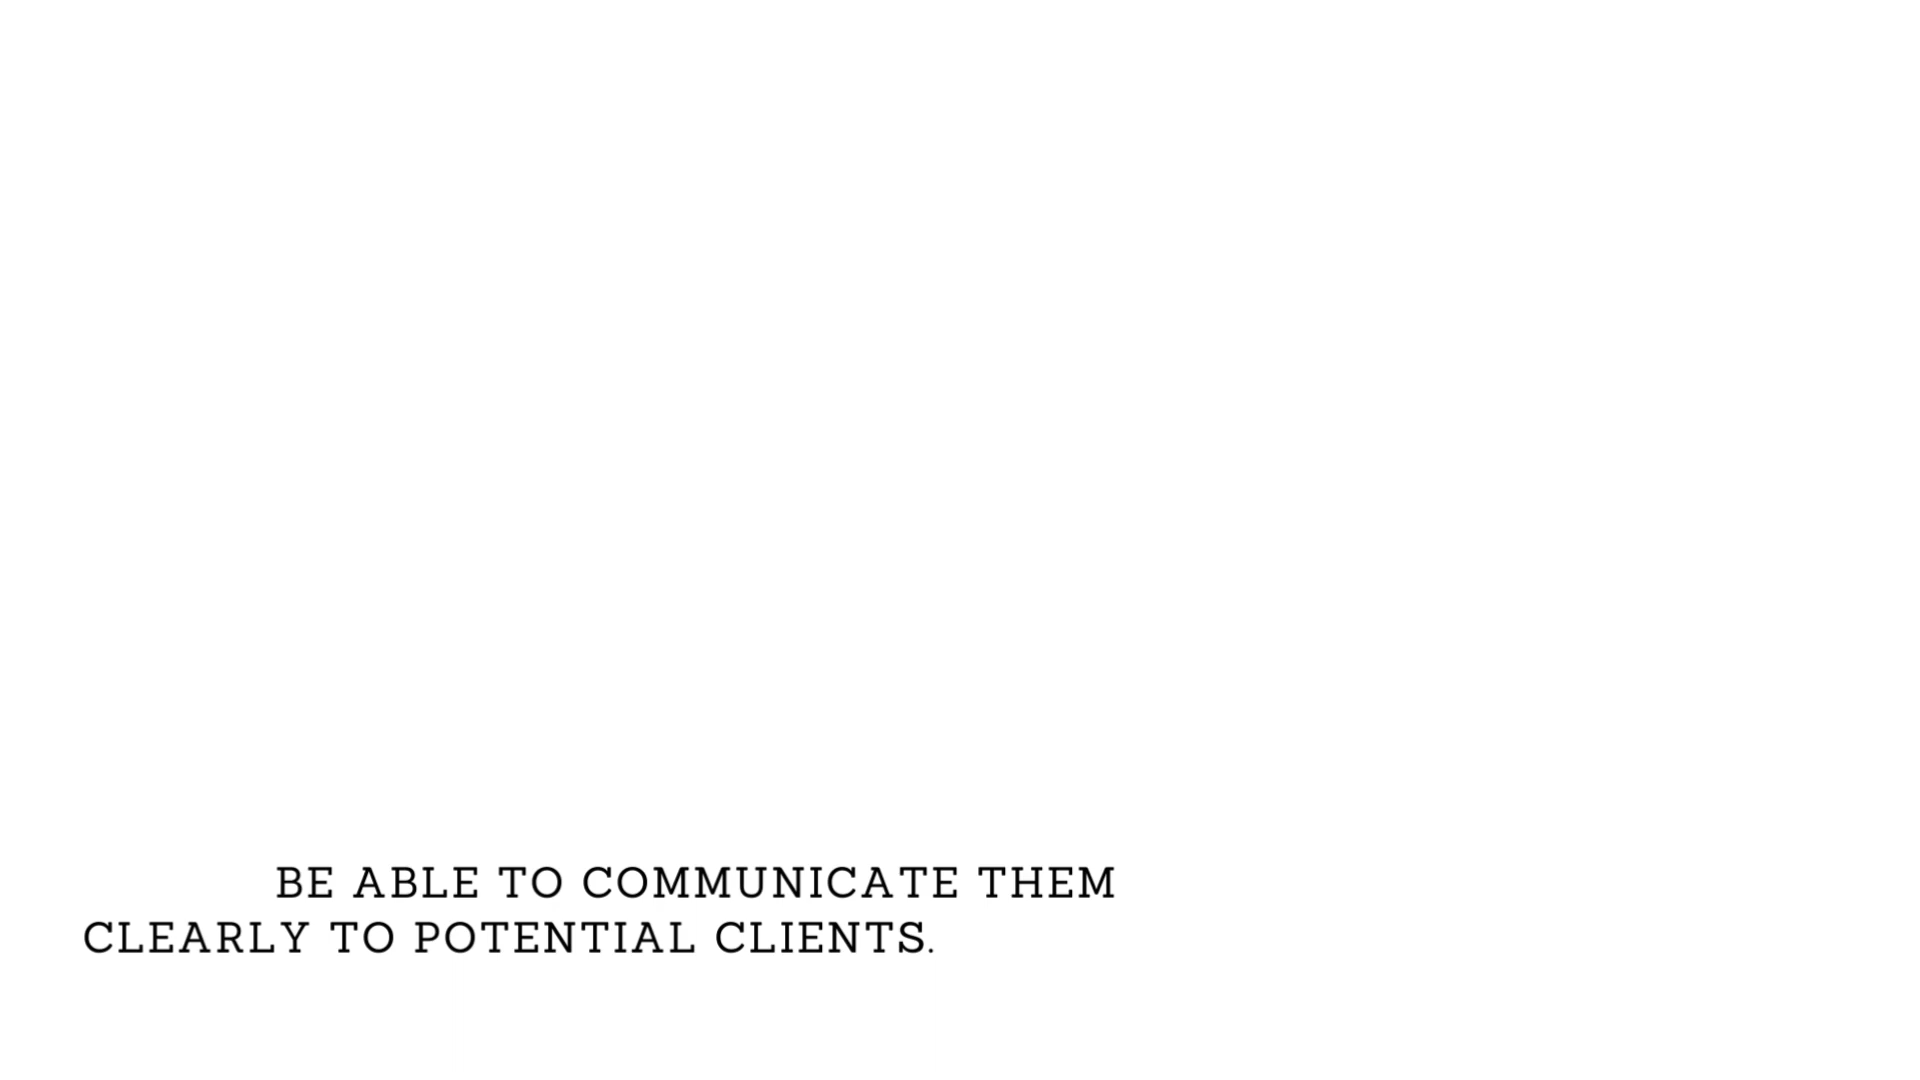 BE ABLE TO COMMUNICATE THEM
CLEARLY TO POTENTIAL CLIENTS.